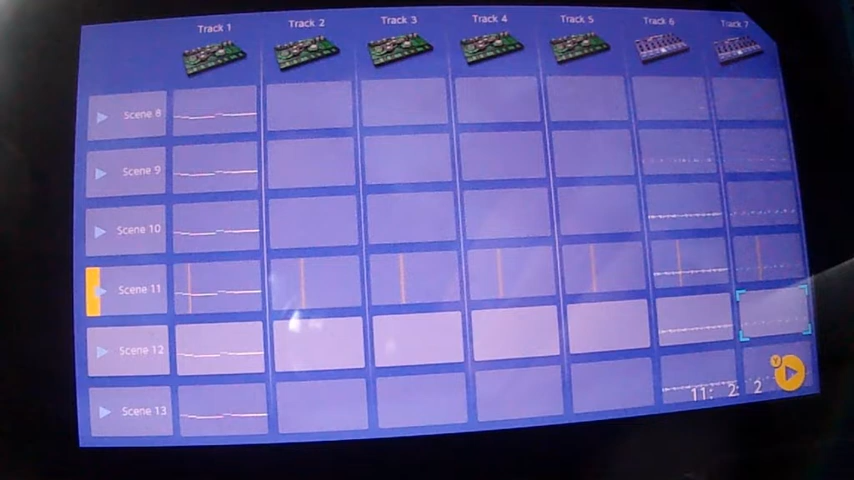 Track 1 Track 2 Track 3 Track 4 Track 5 Track 6 Track 7
Scene 8
Scene 9
Scene 10
Scene 11
Scene 12
Scene 13
11: 2: 2
Y